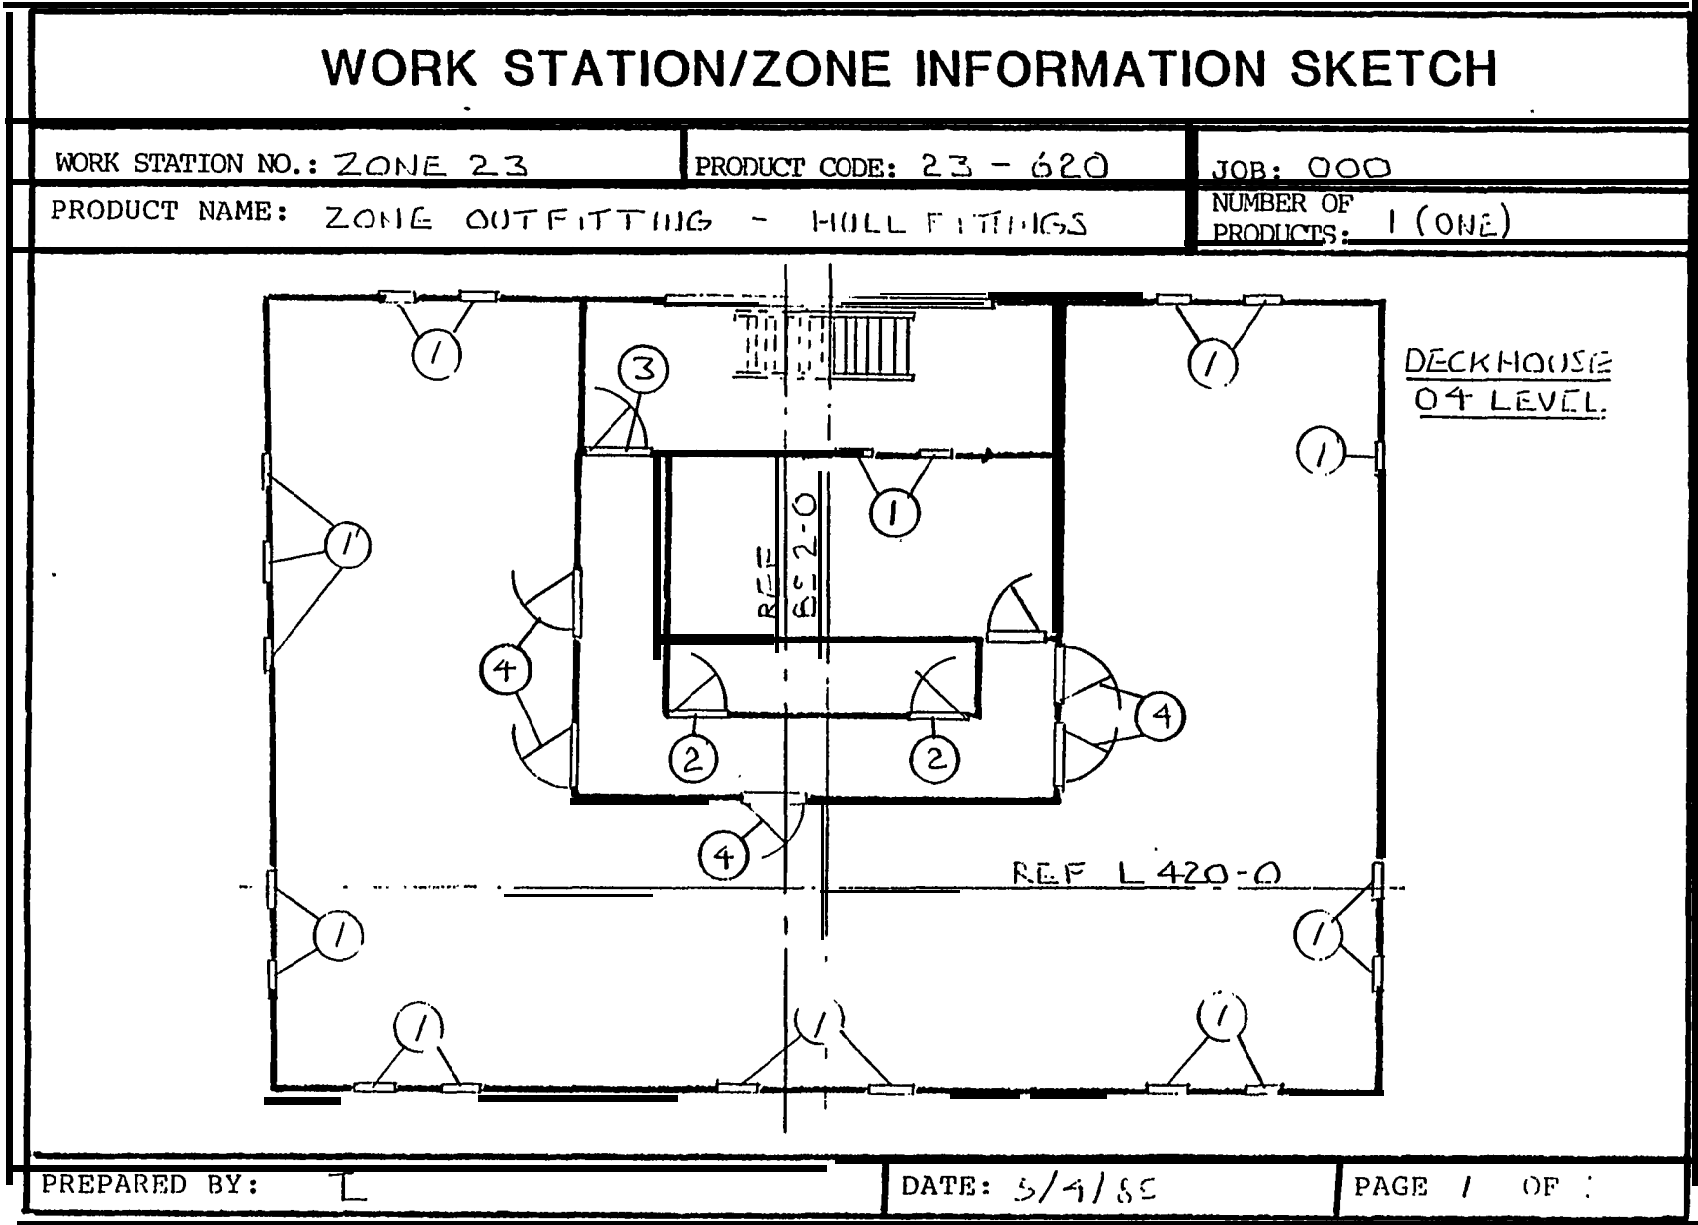 WORK STATION/ZONE INFORMATION SKETCH
WORK STATION NO.: ZONE 23
PRODUCT CODE: 23 - 620
JOB: 000
PRODUCT NAME: ZONE OUTFITTING - HULL FITTINGS
NUMBER OF
PRODUCTS: 1 (ONE)
1
1
3
DECKHOUSE
04 LEVEL
1
1
1
REF
2-0
4
4
2
2
4
REF L 420-0
1
1
1
1
1
PREPARED BY:
DATE:
PAGE 1 OF